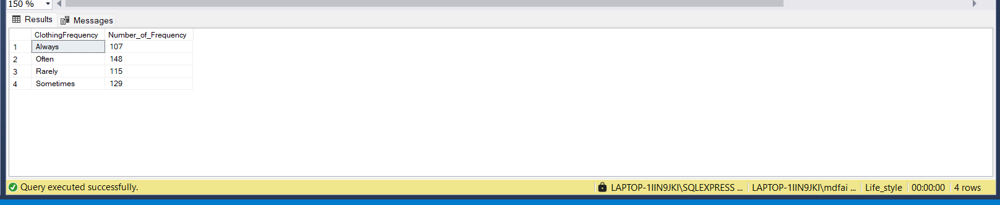 150 %
Results Messages
ClothingFrequency Number_of_Frequency
1 Always 107
2 Often 148
3 Rarely 115
4 Sometimes 129
Query executed successfully. LAPTOP-1IIN9JKI\SQLEXPRESS ... LAPTOP-1IIN9JKI\mdfai ... Life_style 00:00:00 4 rows